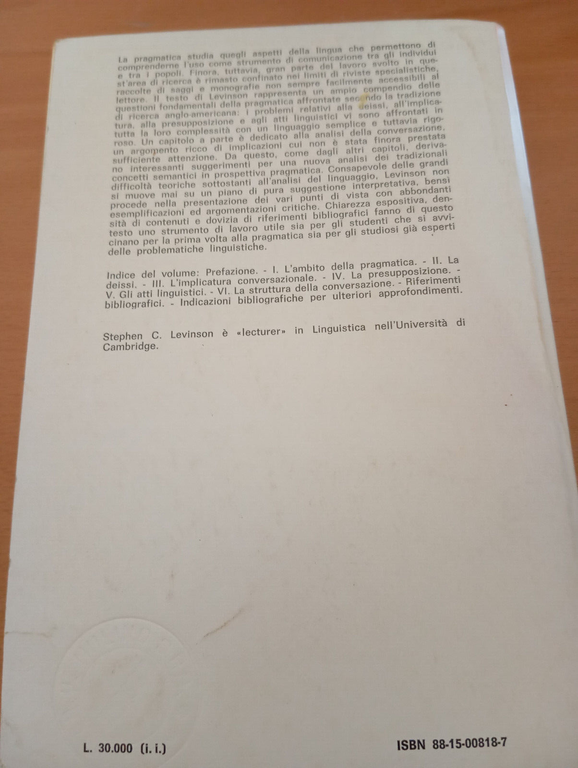 La pragmatica studia quegli aspetti della lingua che permettono di
comprenderne l'uso come strumento di comunicazione tra gli individui
e tra i popoli. Finora, tuttavia, gran parte del lavoro svolto in que-
st'area di ricerca è rimasto confinato nei limiti di riviste specialistiche,
raccolte di saggi e monografie non sempre facilmente accessibili al
lettore. Il testo di Levinson rappresenta un ampio compendio delle
questioni fondamentali della pragmatica affrontate secondo la tradizione
di ricerca anglo-americana: i problemi relativi alla deissi, all'implica-
tura, alla presupposizione e agli atti linguistici vi sono affrontati in
tutta la loro complessità con un linguaggio semplice e tuttavia rigo-
roso. Un capitolo a parte è dedicato alla analisi della conversazione,
un argomento ricco di implicazioni cui non è stata finora prestata
sufficiente attenzione. Da questo, come dagli altri capitoli, deriva-
no interessanti suggerimenti per una nuova analisi dei tradizionali
concetti semantici in prospettiva pragmatica. Consapevole delle grandi
difficoltà teoriche sottostanti all'analisi del linguaggio, Levinson non
si muove mai su un piano di pura suggestione interpretativa, bensì
procede nella presentazione dei vari punti di vista con abbondanti
esemplificazioni ed argomentazioni critiche. Chiarezza espositiva, den-
sità di contenuti e dovizia di riferimenti bibliografici fanno di questo
testo uno strumento di lavoro utile sia per gli studenti che si avvi-
cinano per la prima volta alla pragmatica sia per gli studiosi già esperti
delle problematiche linguistiche.
Indice del volume: Prefazione. - I. L'ambito della pragmatica. - II. La
deissi. - III. L'implicatura conversazionale. - IV. La presupposizione. -
V. Gli atti linguistici. - VI. La struttura della conversazione. - Riferimenti
bibliografici. - Indicazioni bibliografiche per ulteriori approfondimenti.
Stephen C. Levinson è «lecturer» in Linguistica nell'Università di
Cambridge.
L. 30.000 (i. i.)
ISBN 88-15-00818-7